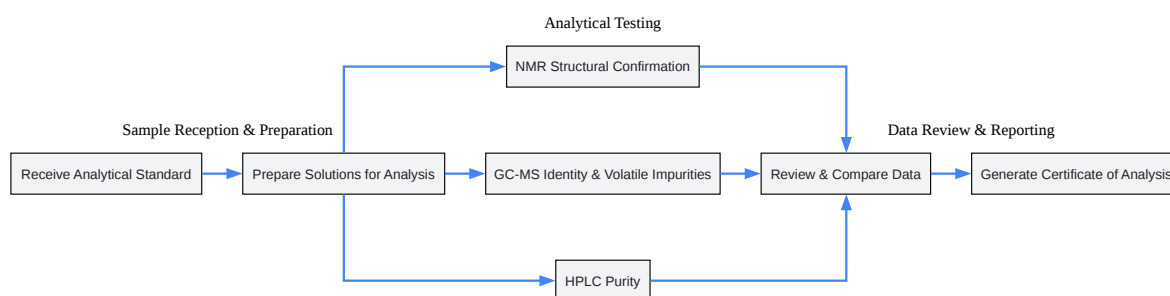 Analytical Testing
NMR Structural Confirmation
Sample Reception & Preparation
Data Review & Reporting
Receive Analytical Standard
Prepare Solutions for Analysis
GC-MS Identity & Volatile Impurities
Review & Compare Data
Generate Certificate of Analysis
HPLC Purity